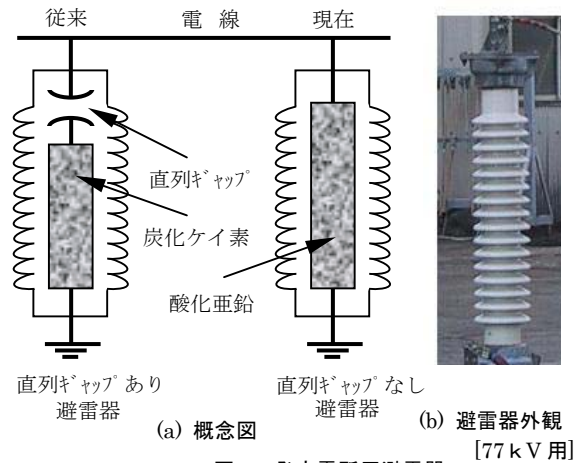 従来 電線 現在
直列ギャップ
炭化ケイ素
酸化亜鉛
直列ギャップあり
避雷器
直列ギャップなし
避雷器
(a) 概念図
(b) 避雷器外観
[77kV用]